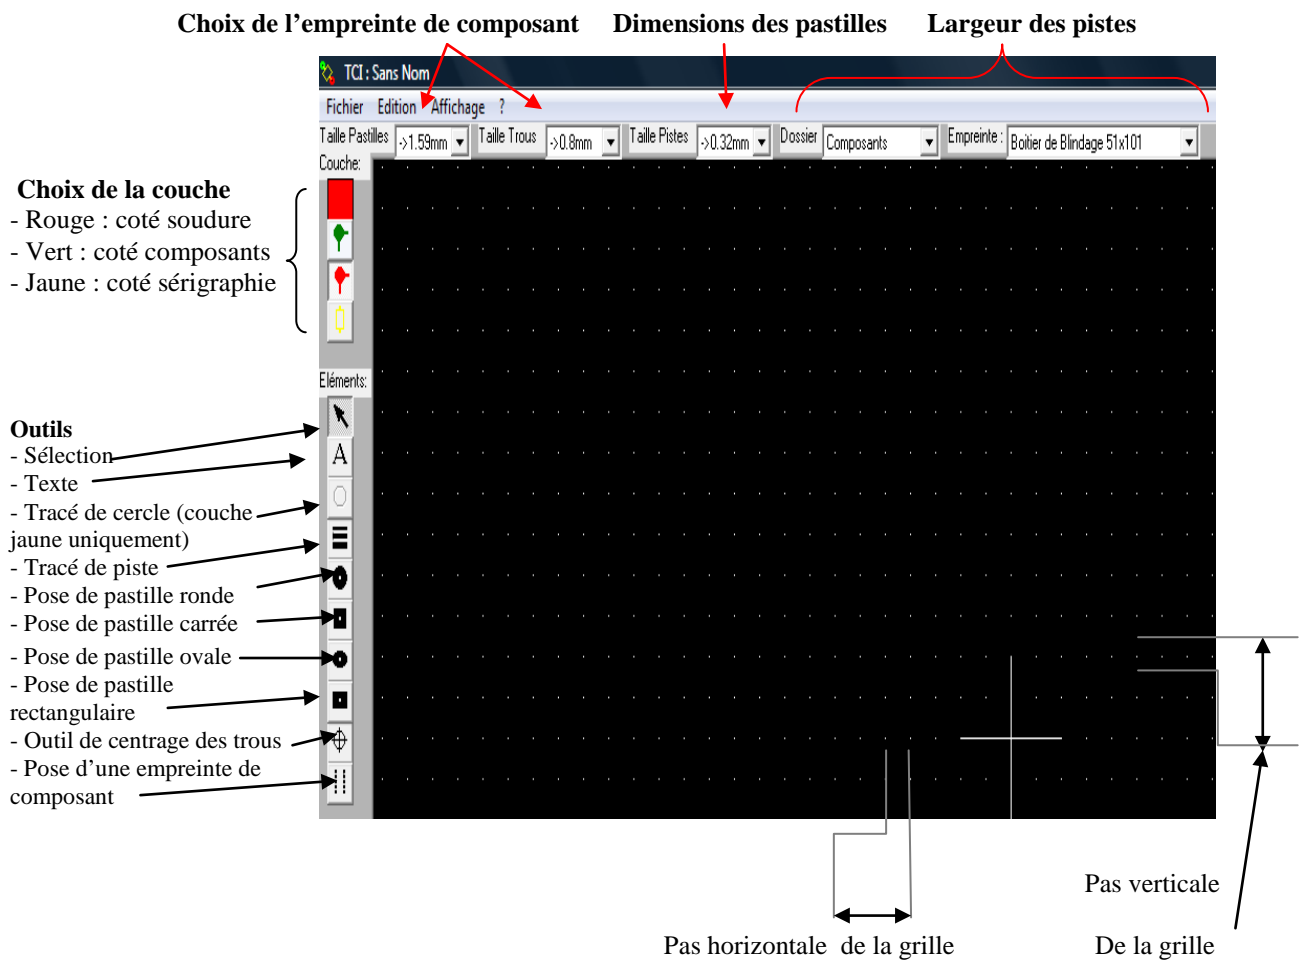 Choix de l’empreinte de composant Dimensions des pastilles Largeur des pistes
TCI : Sans Nom
Fichier Edition Affichage ?
Taille Pastilles ->1.59mm Taille Trous ->0.8mm Taille Pistes ->0.32mm Dossier Composants Empreinte : Boitier de Blindage 51x101
Couche:
Choix de la couche
- Rouge : coté soudure
- Vert : coté composants
- Jaune : coté sérigraphie
Eléments:
Outils
- Sélection
- Texte
A
- Tracé de cercle (couche
jaune uniquement)
- Tracé de piste
- Pose de pastille ronde
- Pose de pastille carrée
- Pose de pastille ovale
- Pose de pastille
rectangulaire
- Outil de centrage des trous
- Pose d’une empreinte de
composant
Pas verticale
De la grille
Pas horizontale de la grille